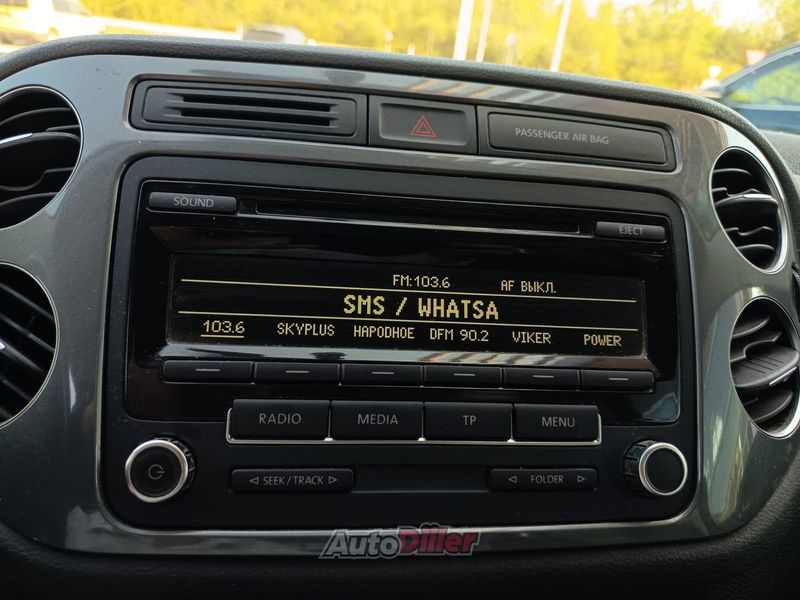 PASSENGER AIR BAG
SOUND
EJECT
FM:103.6 AF ВЫКЛ.
SMS / WHATSA
103.6 SKYPLUS НАРОДНОЕ DFM 90.2 VIKER POWER
RADIO MEDIA TP MENU
SEEK/TRACK FOLDER
AutoDiller